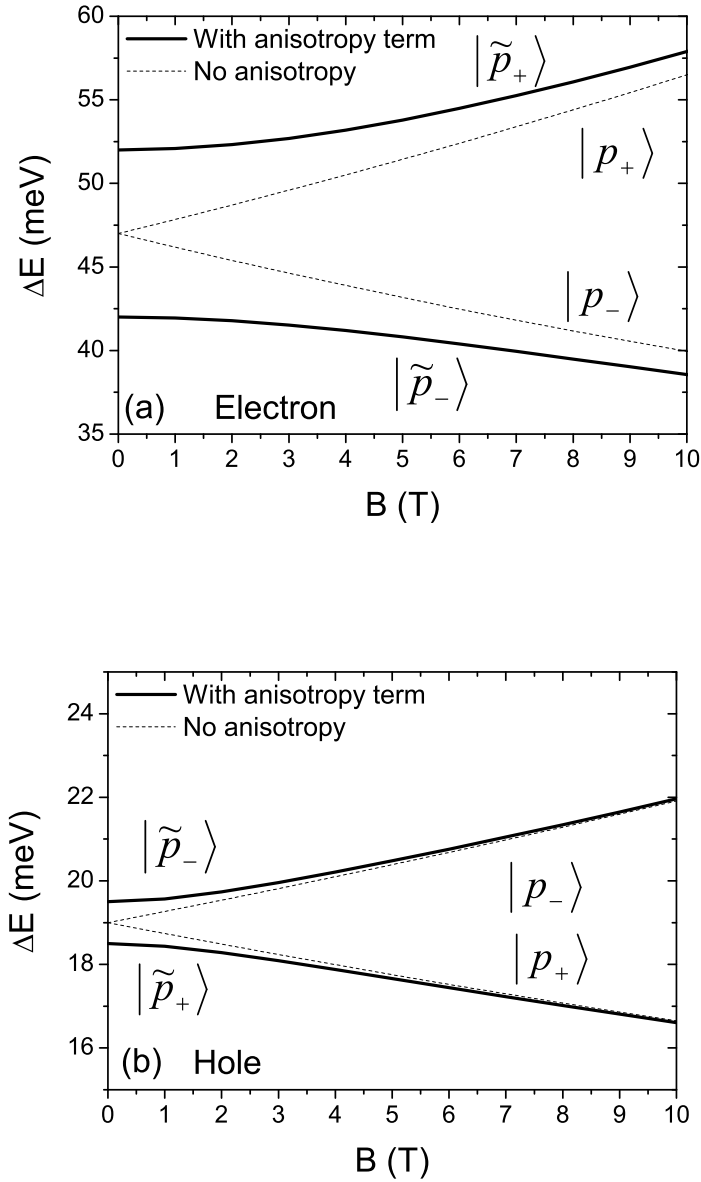 60
With anisotropy term
No anisotropy
| p̃₊ ⟩
55
| p₊ ⟩
50
ΔE (meV)
45
| p₋ ⟩
40
| p̃₋ ⟩
(a) Electron
35
0 1 2 3 4 5 6 7 8 9 10
B (T)
With anisotropy term
No anisotropy
24
22
| p̃₋ ⟩
20
| p₋ ⟩
ΔE (meV)
| p₊ ⟩
18
| p̃₊ ⟩
16
(b) Hole
0 1 2 3 4 5 6 7 8 9 10
B (T)